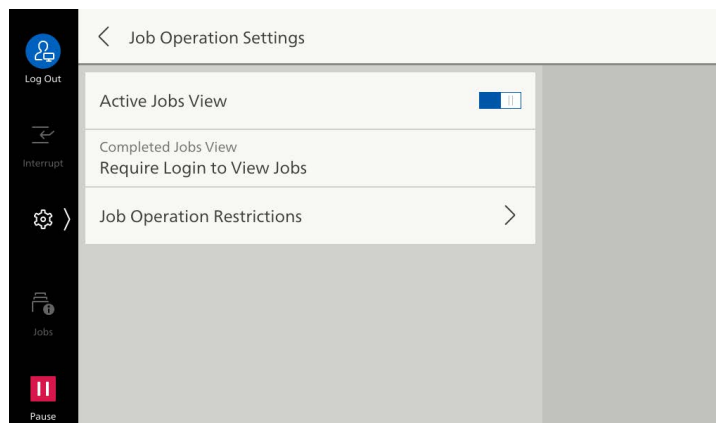 Job Operation Settings
Log Out
Active Jobs View
Completed Jobs View
Require Login to View Jobs
Interrupt
Job Operation Restrictions
Jobs
Pause